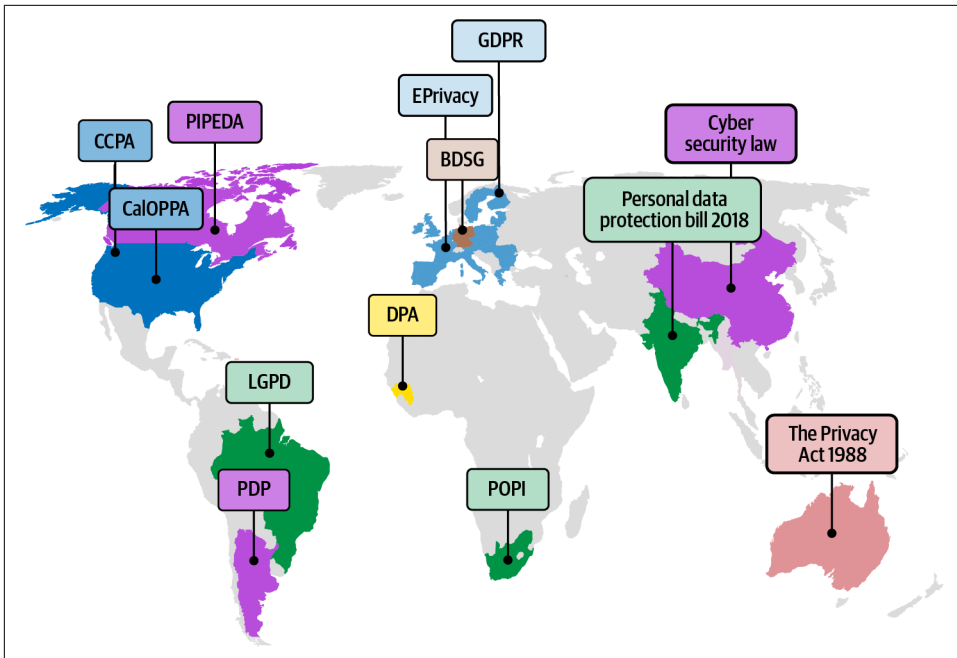 GDPR
EPrivacy
PIPEDA
Cyber
security law
CCPA
BDSG
CalOPPA
Personal data
protection bill 2018
DPA
LGPD
The Privacy
Act 1988
PDP
POPI